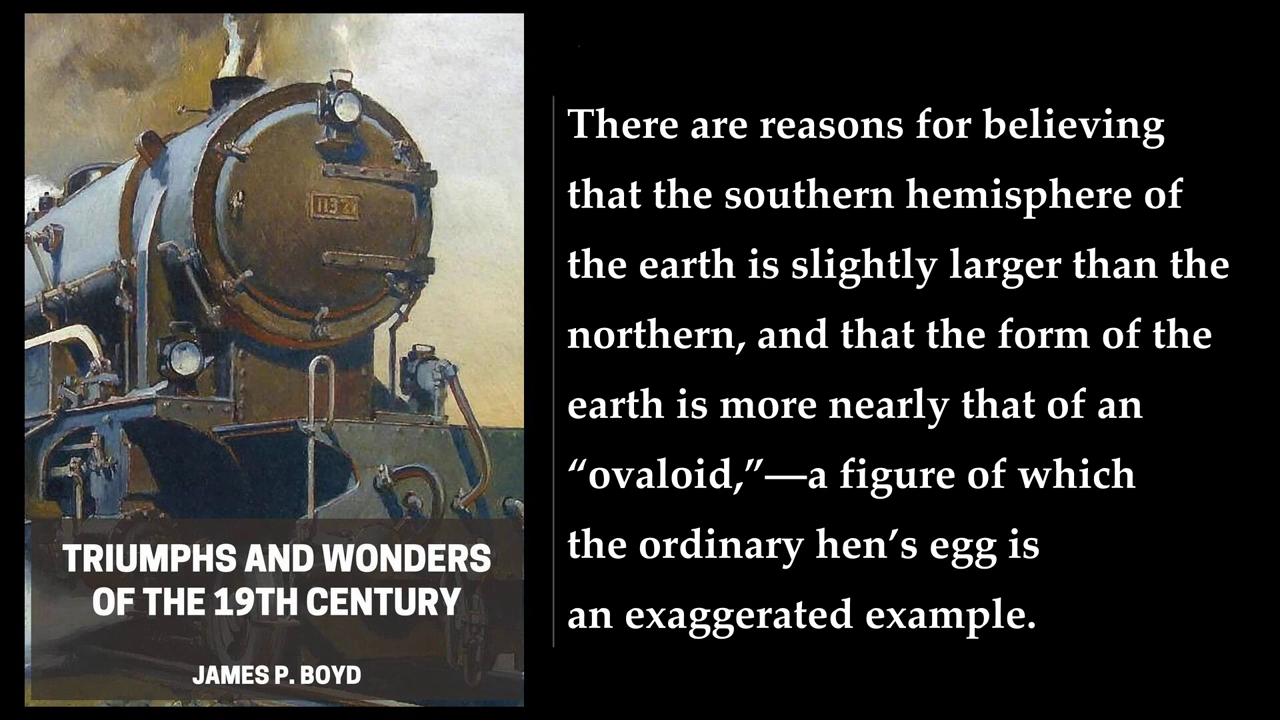 TRIUMPHS AND WONDERS
OF THE 19TH CENTURY
JAMES P. BOYD
There are reasons for believing
that the southern hemisphere of
the earth is slightly larger than the
northern, and that the form of the
earth is more nearly that of an
“ovaloid,”—a figure of which
the ordinary hen’s egg is
an exaggerated example.